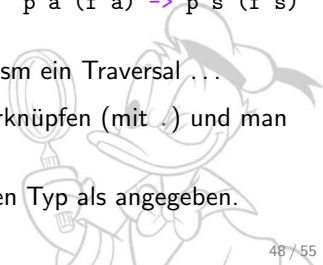 p a (f a) -> p s (f s)
sm ein Traversal ...
rknüpfen (mit .) und man
en Typ als angegeben.
48 / 55